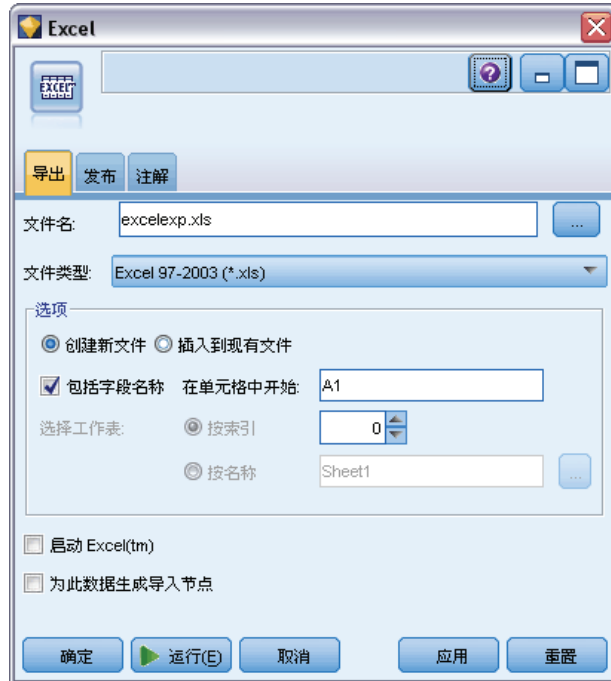 Excel
EXCEL
导出 发布 注解
文件名: excelexp.xls ...
文件类型: Excel 97-2003 (*.xls)
选项
创建新文件 插入到现有文件
包括字段名称 在单元格中开始: A1
选择工作表: 按索引 0
按名称 Sheet1 ...
启动 Excel(tm)
为此数据生成导入节点
确定 运行(E) 取消 应用 重置